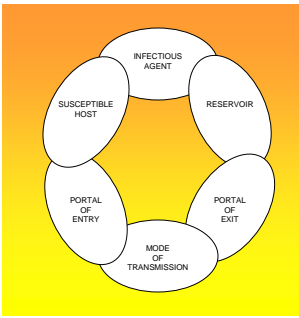 INFECTIOUS
AGENT
SUSCEPTIBLE
HOST
RESERVOIR
PORTAL
OF
ENTRY
PORTAL
OF
EXIT
MODE
OF
TRANSMISSION